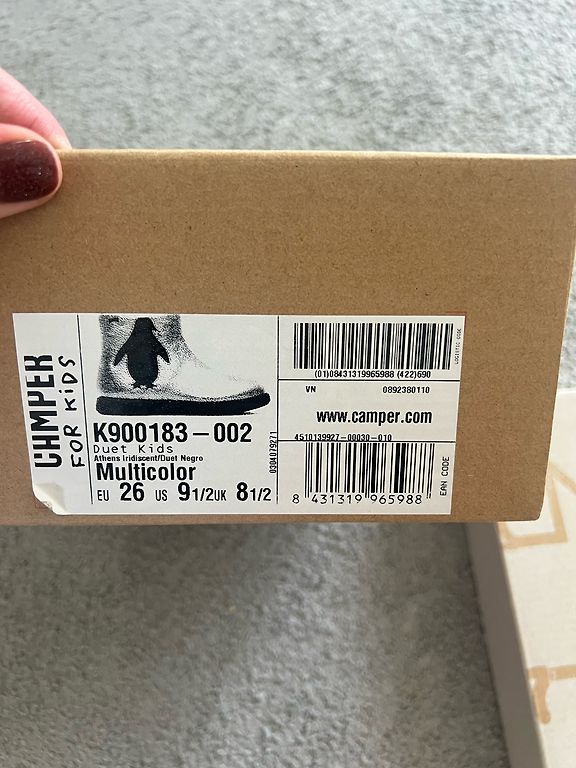 CAMPER
FOR KIDS
K900183-002
Duet Kids
Athens Iridiscent/Duet Negro
Multicolor
EU 26 US 9 1/2 UK 8 1/2
0304079271
(01)08431319965988 (422)690
VN 0892380110
www.camper.com
4510139927-00030-010
8 431319 965988
EAN CODE